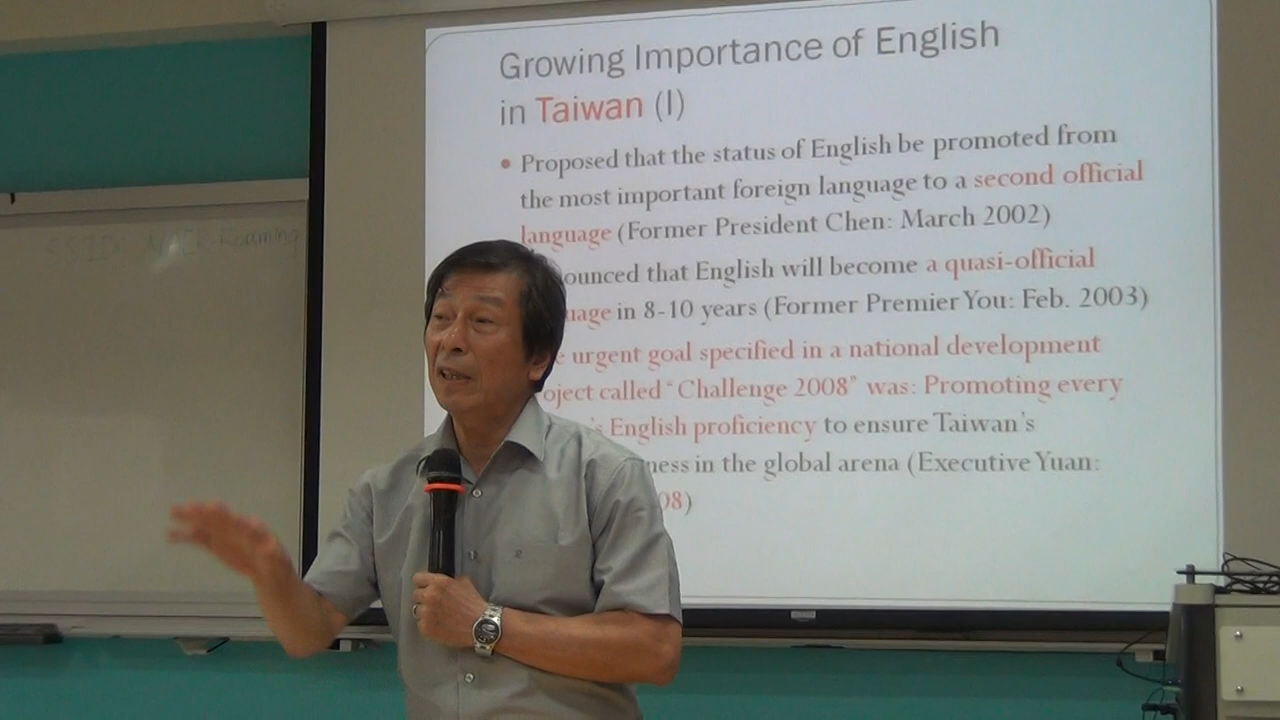 Growing Importance of English
in Taiwan (I)
• Proposed that the status of English be promoted from
the most important foreign language to a second official
language (Former President Chen: March 2002)
ounced that English will become a quasi-official
uage in 8-10 years (Former Premier You: Feb. 2003)
e urgent goal specified in a national development
oject called “Challenge 2008” was: Promoting every
's English proficiency to ensure Taiwan's
ness in the global arena (Executive Yuan:
08)